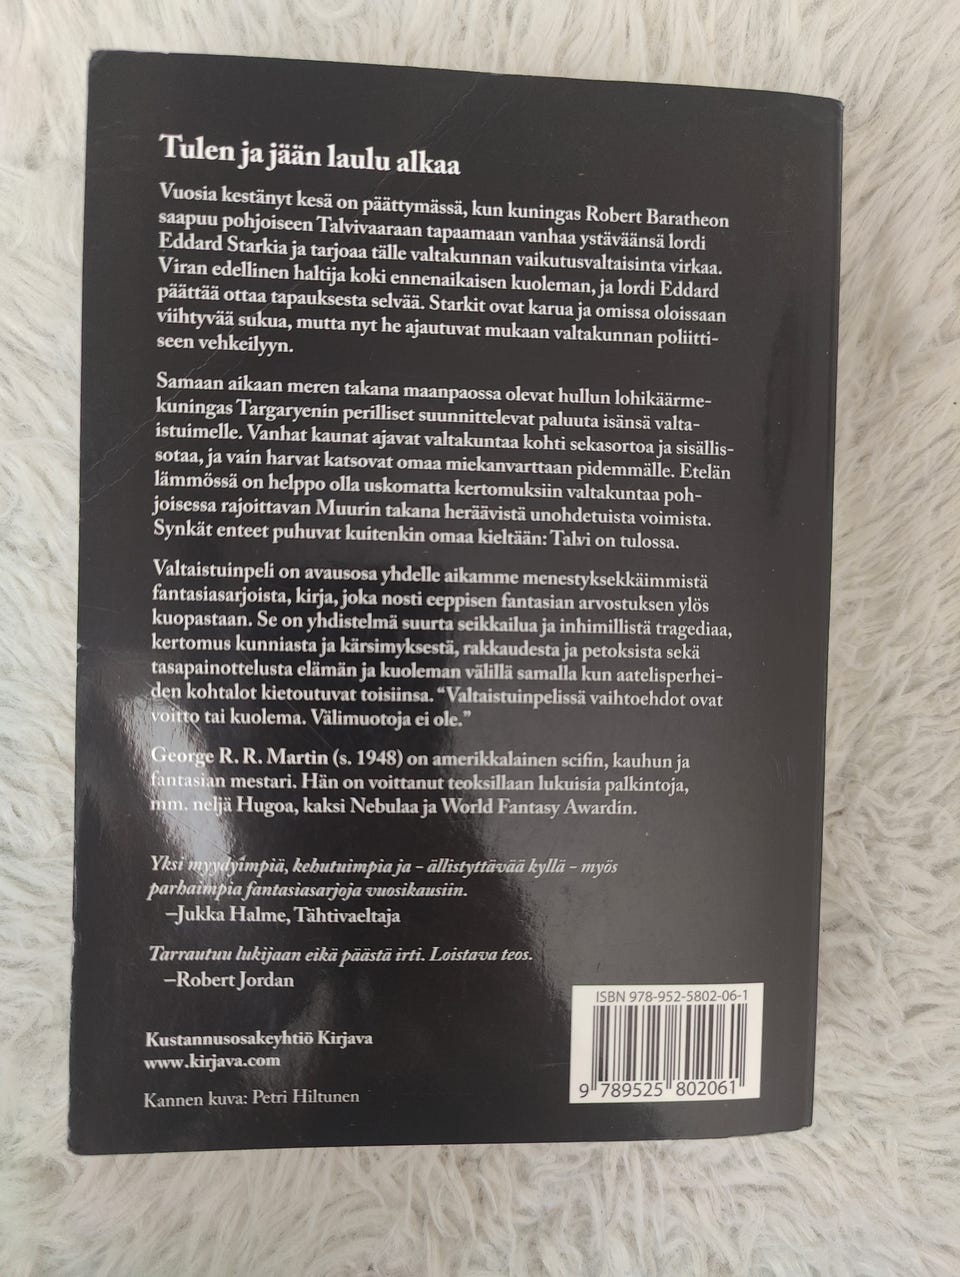 Tulen ja jään laulu alkaa
Vuosia kestänyt kesä on päättymässä, kun kuningas Robert Baratheon
saapuu pohjoiseen Talvivaaraan tapaamaan vanhaa ystäväänsä lordi
Eddard Starkia ja tarjoaa tälle valtakunnan vaikutusvaltaisinta virkaa.
Viran edellinen haltija koki ennenaikaisen kuoleman, ja lordi Eddard
päättää ottaa tapauksesta selvää. Starkit ovat karua ja omissa oloissaan
viihtyvää sukua, mutta nyt he ajautuvat mukaan valtakunnan poliitti-
seen vehkeilyyn.
Samaan aikaan meren takana maanpaossa olevat hullun lohikäärme-
kuningas Targaryenin perilliset suunnittelevat paluuta isänsä valta-
istuimelle. Vanhat kaunat ajavat valtakuntaa kohti sekasortoa ja sisällis-
sotaa, ja vain harvat katsovat omaa miekanvarttaan pidemmälle. Etelän
lämmössä on helppo olla uskomatta kertomuksiin valtakuntaa poh-
joisessa rajoittavan Muurin takana heräävistä unohdetuista voimista.
Synkät enteet puhuvat kuitenkin omaa kieltään: Talvi on tulossa.
Valtaistuinpeli on avausosa yhdelle aikamme menestyksekkäimmistä
fantasiasarjoista, kirja, joka nosti eeppisen fantasian arvostuksen ylös
kuopastaan. Se on yhdistelmä suurta seikkailua ja inhimillistä tragediaa,
kertomus kunniasta ja kärsimyksestä, rakkaudesta ja petoksista sekä
tasapainottelusta elämän ja kuoleman välillä samalla kun aatelisperhei-
den kohtalot kietoutuvat toisiinsa. “Valtaistuinpelissä vaihtoehdot ovat
voitto tai kuolema. Välimuotoja ei ole.”
George R. R. Martin (s. 1948) on amerikkalainen scifin, kauhun ja
fantasian mestari. Hän on voittanut teoksillaan lukuisia palkintoja,
mm. neljä Hugoa, kaksi Nebulaa ja World Fantasy Awardin.
Yksi myydyimpiä, kehutuimpia ja – ällistyttävää kyllä – myös
parhaimpia fantasiasarjoja vuosikausiin.
–Jukka Halme, Tähtivaeltaja
Tarrautuu lukijaan eikä päästä irti. Loistava teos.
–Robert Jordan
Kustannusosakeyhtiö Kirjava
www.kirjava.com
Kannen kuva: Petri Hiltunen
ISBN 978-952-5802-06-1
9 789525 802061